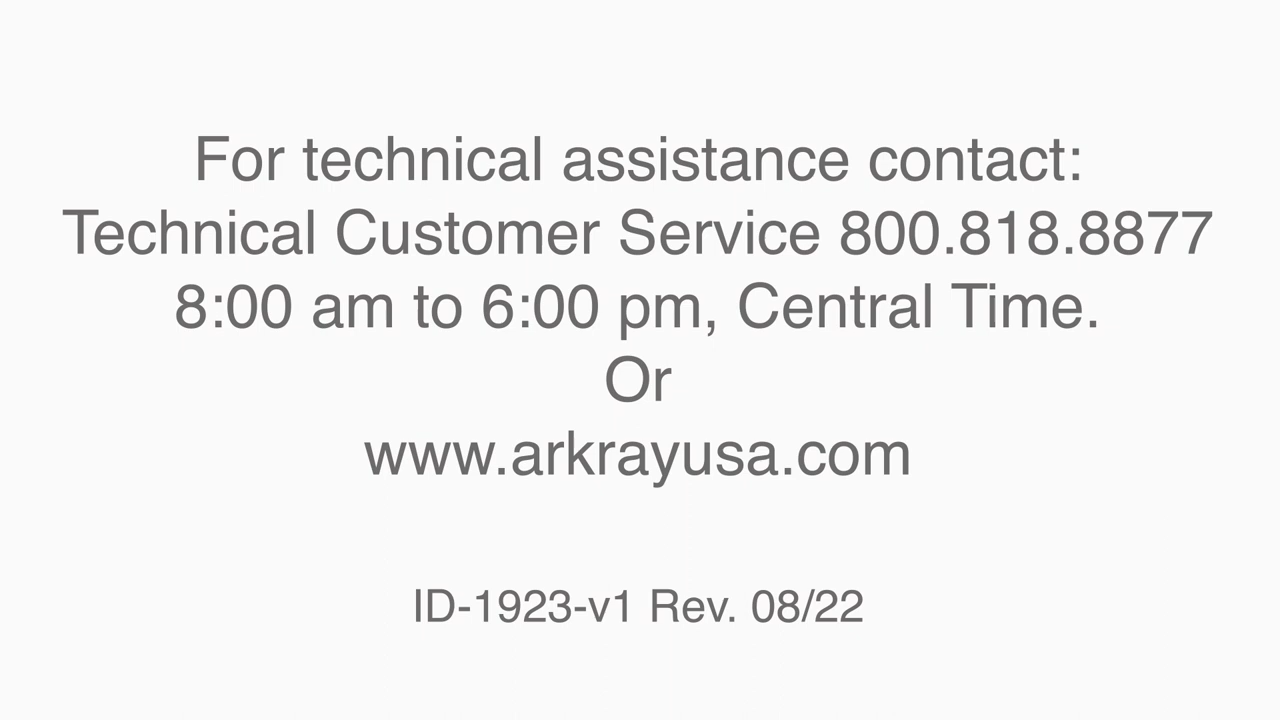 For technical assistance contact:
Technical Customer Service 800.818.8877
8:00 am to 6:00 pm, Central Time.
Or
www.arkrayusa.com
ID-1923-v1 Rev. 08/22